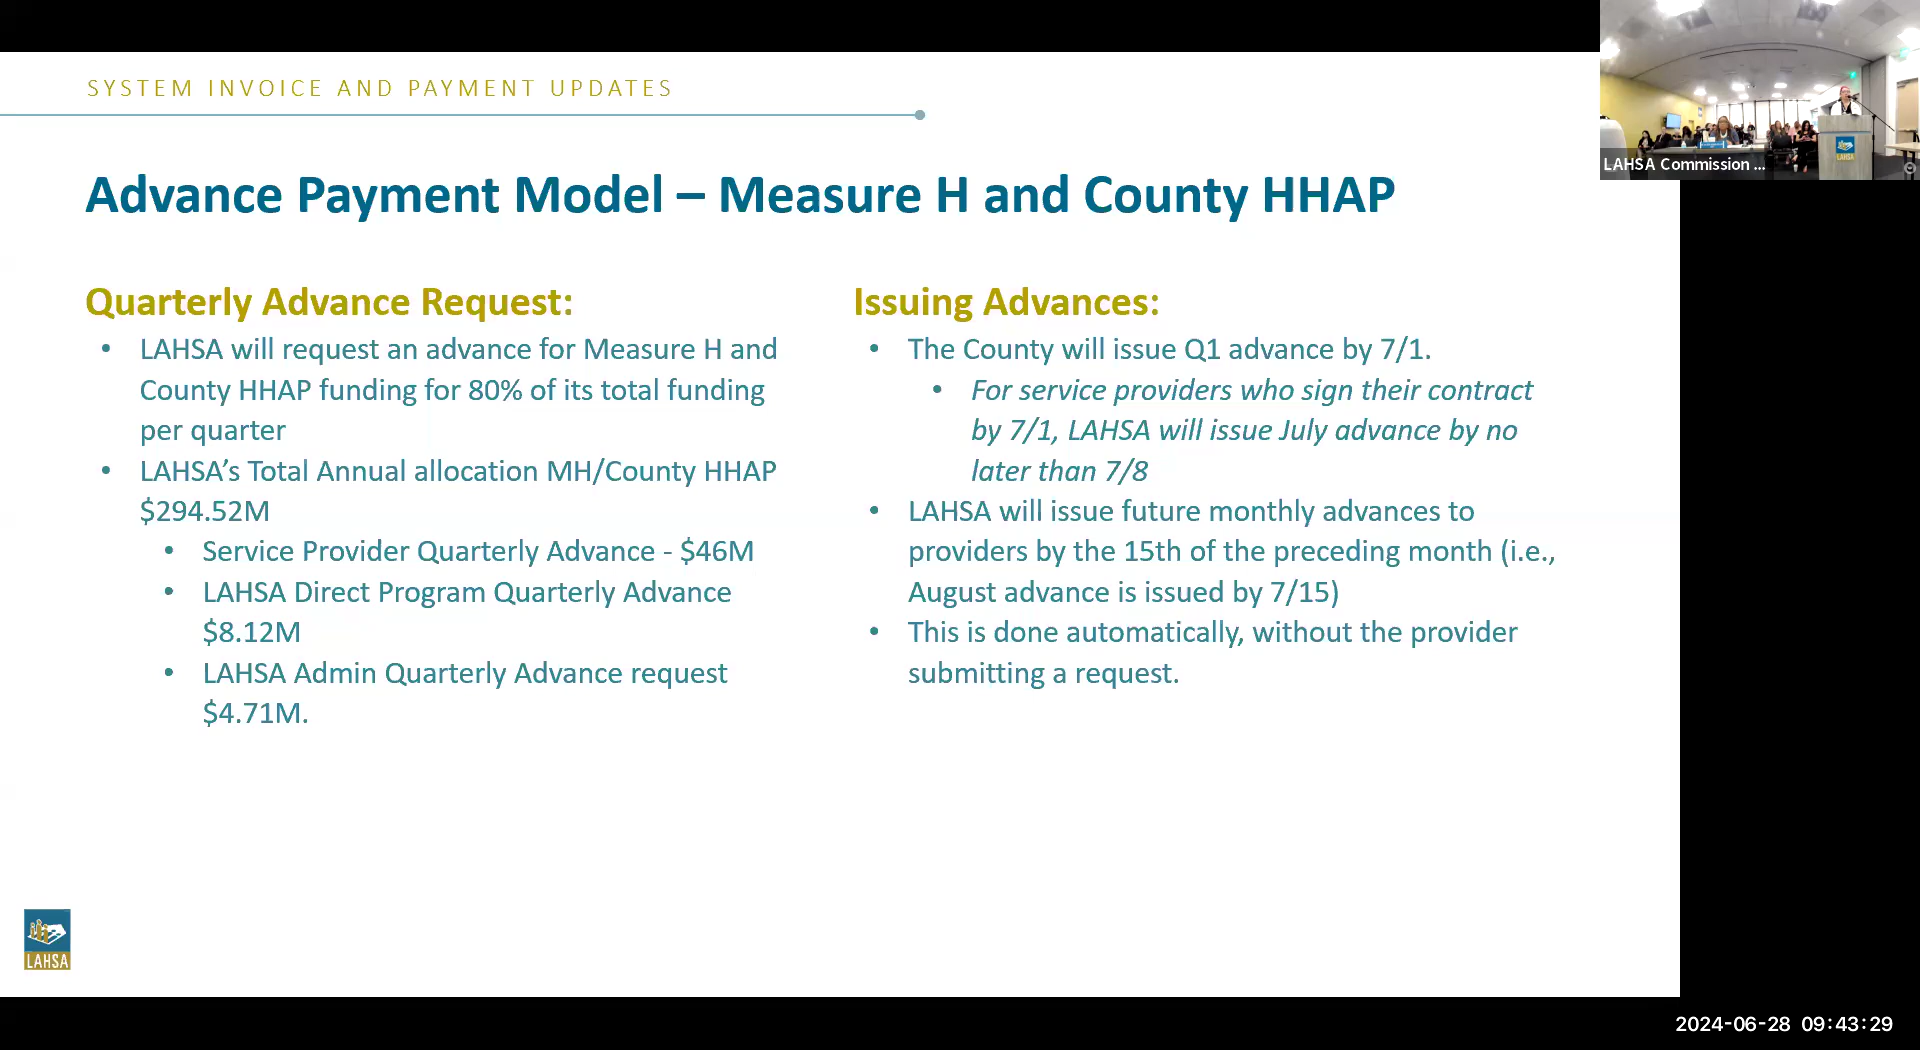 SYSTEM INVOICE AND PAYMENT UPDATES
Advance Payment Model – Measure H and County HHAP
Quarterly Advance Request:
• LAHSA will request an advance for Measure H and
County HHAP funding for 80% of its total funding
per quarter
• LAHSA’s Total Annual allocation MH/County HHAP
$294.52M
• Service Provider Quarterly Advance - $46M
• LAHSA Direct Program Quarterly Advance
$8.12M
• LAHSA Admin Quarterly Advance request
$4.71M.
Issuing Advances:
• The County will issue Q1 advance by 7/1.
• For service providers who sign their contract
by 7/1, LAHSA will issue July advance by no
later than 7/8
• LAHSA will issue future monthly advances to
providers by the 15th of the preceding month (i.e.,
August advance is issued by 7/15)
• This is done automatically, without the provider
submitting a request.
LAHSA
LAHSA Commission ...
LAHSA
2024-06-28 09:43:29